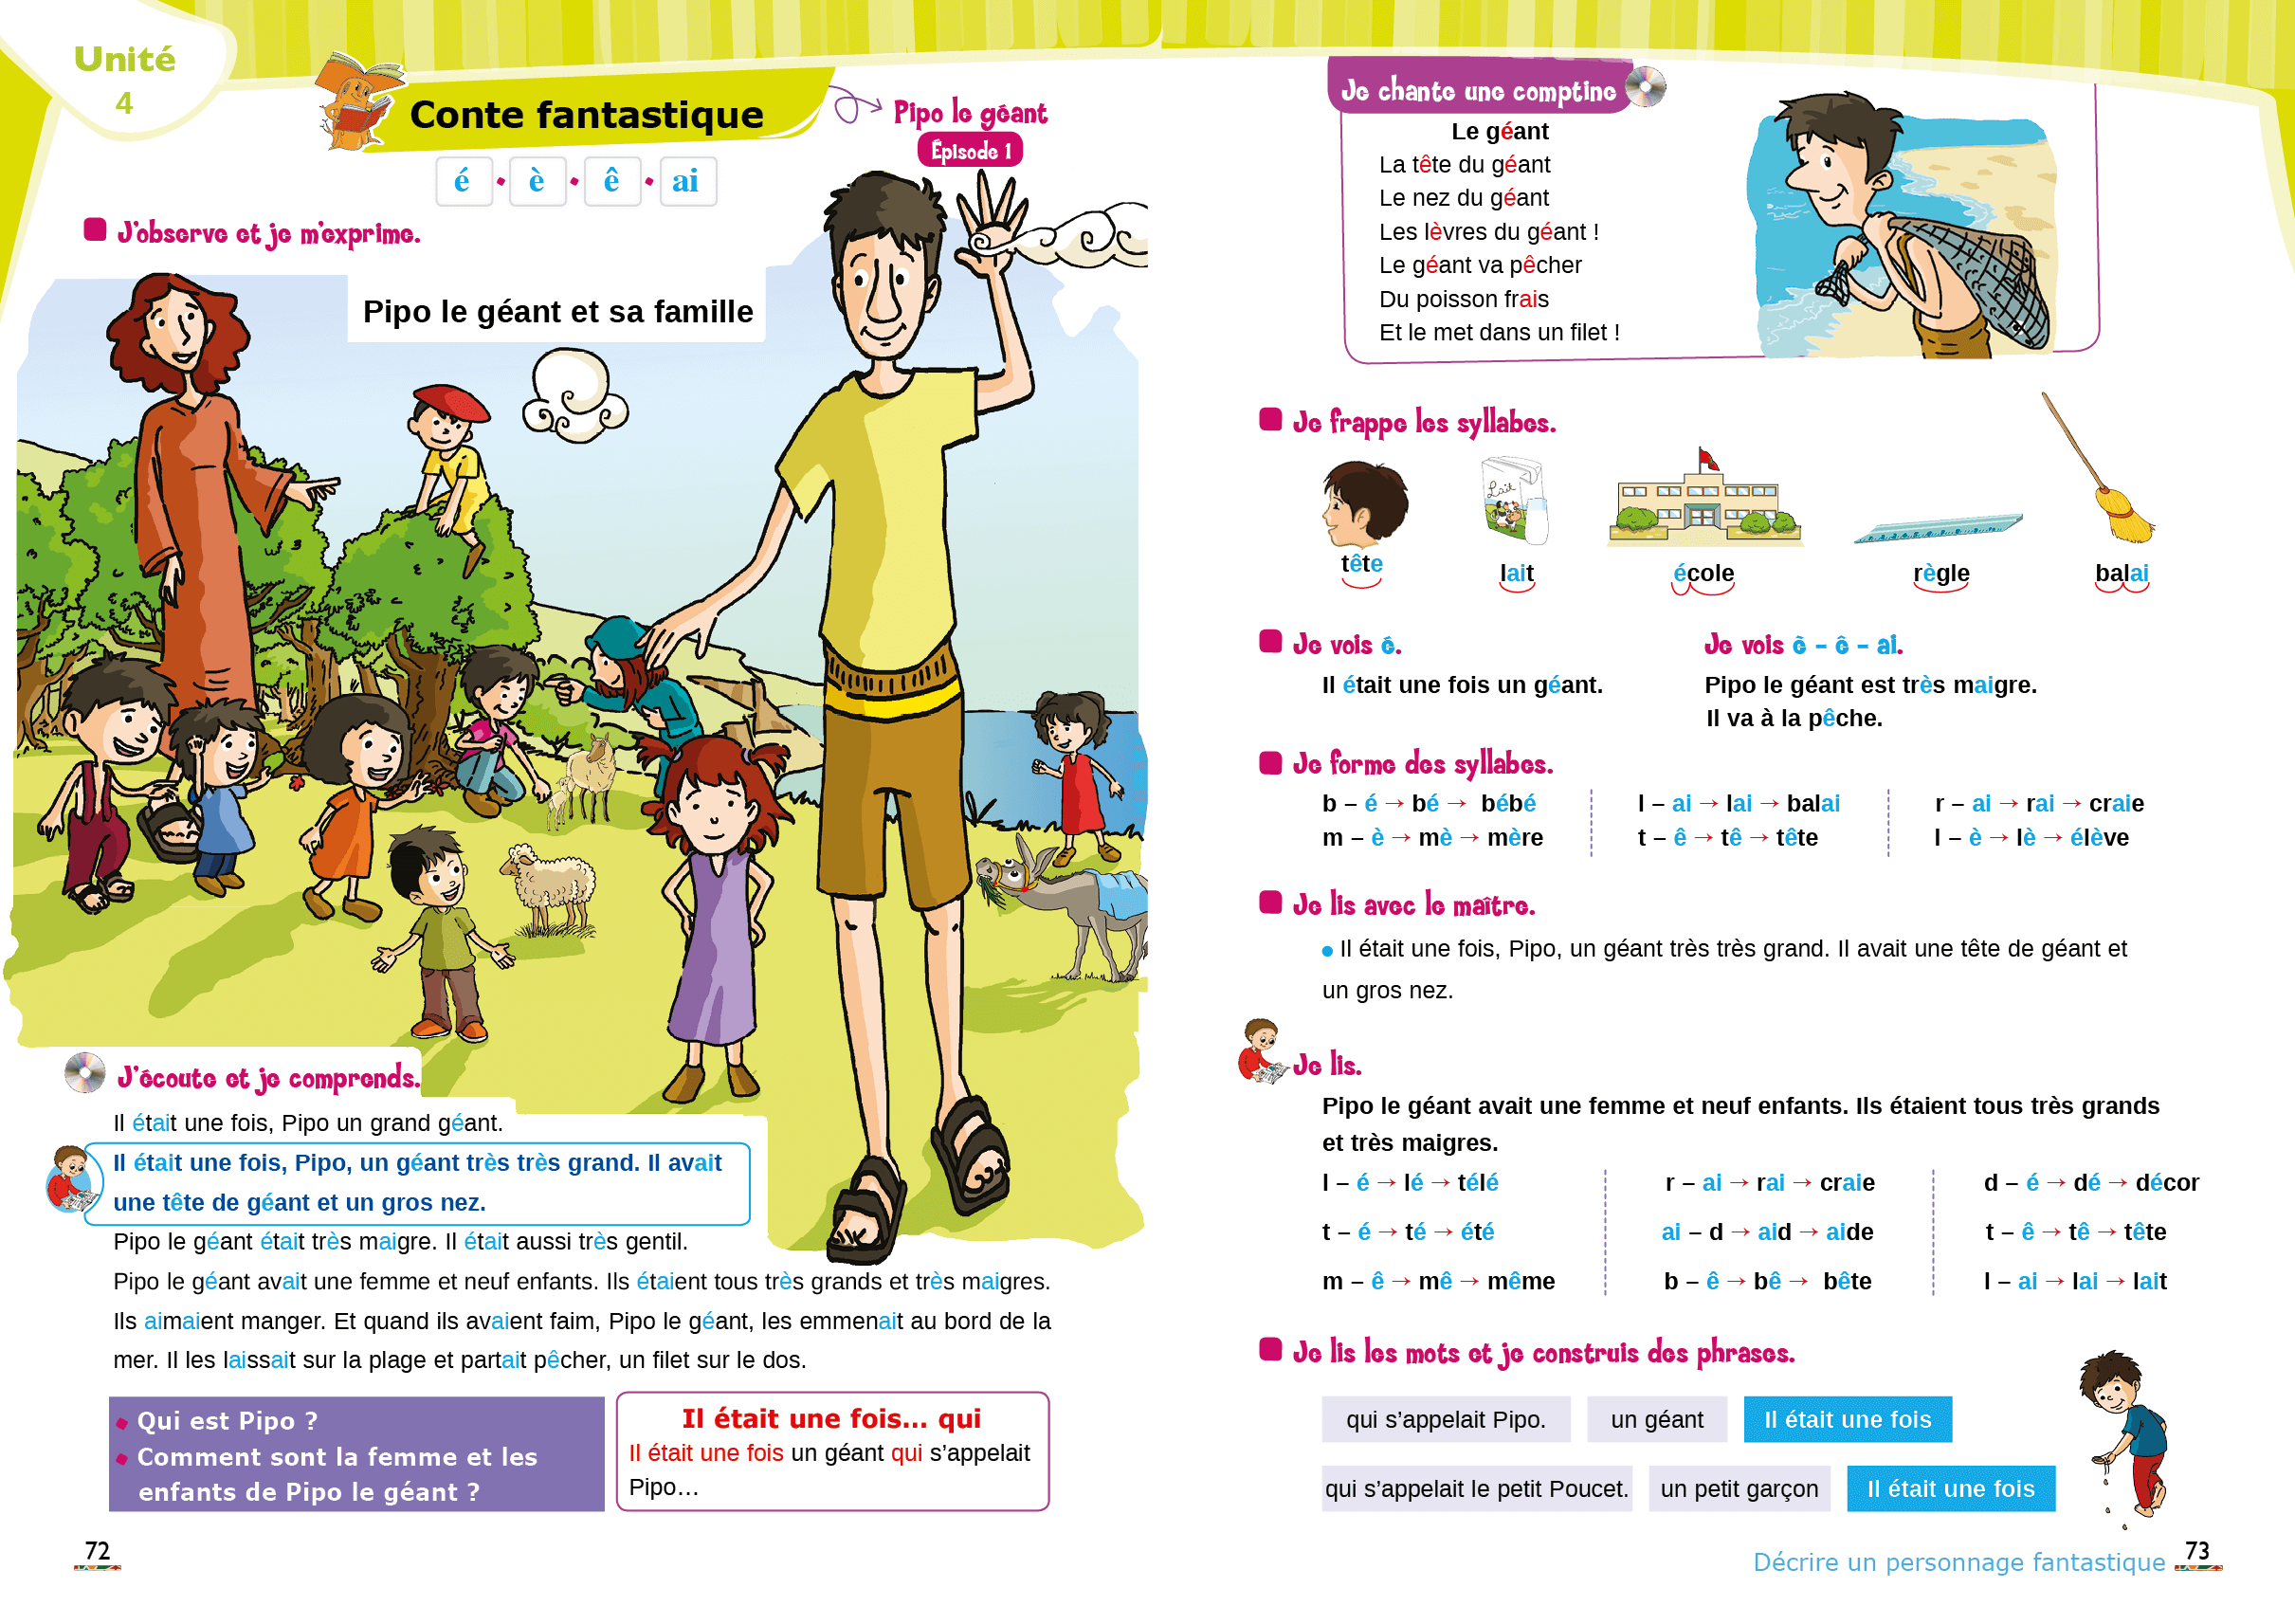 Unité
4
Conte fantastique
Pipo le géant
Épisode 1
é • è • ê • ai
J'observe et je m'exprime.
Pipo le géant et sa famille
J'écoute et je comprends.
Il était une fois, Pipo un grand géant.
Il était une fois, Pipo, un géant très très grand. Il avait
une tête de géant et un gros nez.
Pipo le géant était très maigre. Il était aussi très gentil.
Pipo le géant avait une femme et neuf enfants. Ils étaient tous très grands et très maigres.
Ils aimaient manger. Et quand ils avaient faim, Pipo le géant, les emmenait au bord de la
mer. Il les laissait sur la plage et partait pêcher, un filet sur le dos.
• Qui est Pipo ?
• Comment sont la femme et les
enfants de Pipo le géant ?
Il était une fois... qui
Il était une fois un géant qui s'appelait
Pipo...
72
Je chante une comptine
Le géant
La tête du géant
Le nez du géant
Les lèvres du géant !
Le géant va pêcher
Du poisson frais
Et le met dans un filet !
Je frappe les syllabes.
Lait
tête lait école règle balai
Je vois é.
Il était une fois un géant.
Je vois è - ê - ai.
Pipo le géant est très maigre.
Il va à la pêche.
Je forme des syllabes.
b – é → bé → bébé l – ai → lai → balai r – ai → rai → craie
m – è → mè → mère t – ê → tê → tête l – è → lè → élève
Je lis avec le maître.
• Il était une fois, Pipo, un géant très très grand. Il avait une tête de géant et
un gros nez.
Je lis.
Pipo le géant avait une femme et neuf enfants. Ils étaient tous très grands
et très maigres.
l – é → lé → télé r – ai → rai → craie d – é → dé → décor
t – é → té → été ai – d → aid → aide t – ê → tê → tête
m – ê → mê → même b – ê → bê → bête l – ai → lai → lait
Je lis les mots et je construis des phrases.
qui s'appelait Pipo. un géant Il était une fois
qui s'appelait le petit Poucet. un petit garçon Il était une fois
Décrire un personnage fantastique 73